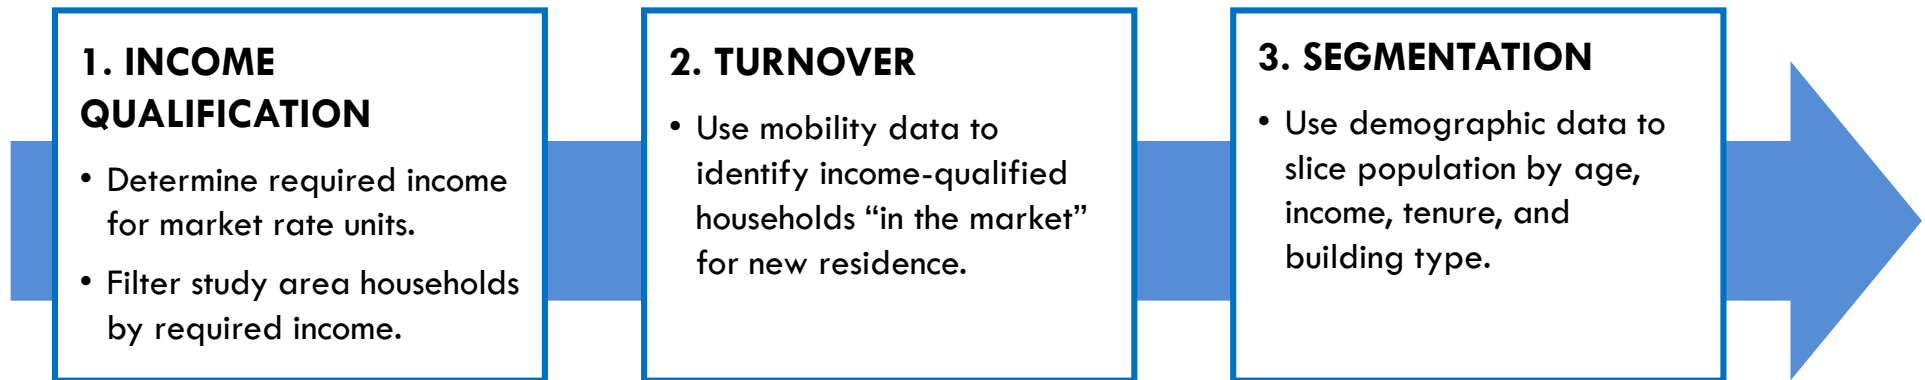 1. INCOME
QUALIFICATION
• Determine required income
for market rate units.
• Filter study area households
by required income.
2. TURNOVER
• Use mobility data to
identify income-qualified
households “in the market”
for new residence.
3. SEGMENTATION
• Use demographic data to
slice population by age,
income, tenure, and
building type.